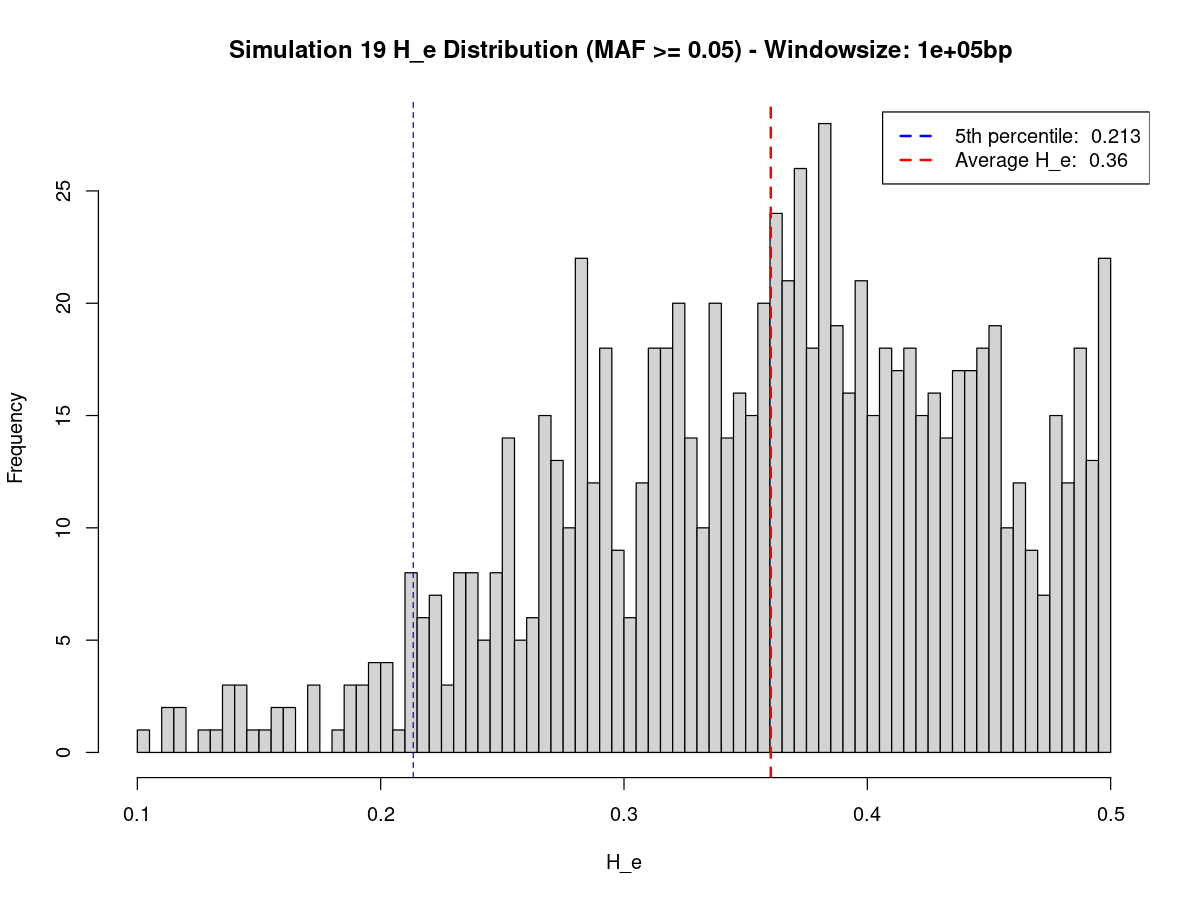 Simulation 19 H_e Distribution (MAF >= 0.05) - Windowsize: 1e+05bp
5th percentile:  0.213
Average H_e:  0.36
Frequency
25
20
15
10
5
0
0.1 0.2 0.3 0.4 0.5
H_e